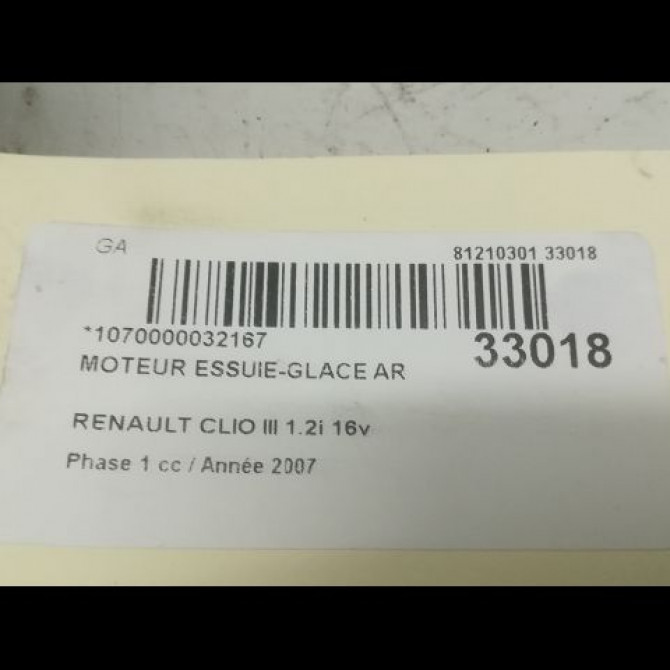 GA
81210301 33018
*1070000032167
33018
MOTEUR ESSUIE-GLACE AR
RENAULT CLIO III 1.2i 16v
Phase 1 cc / Année 2007